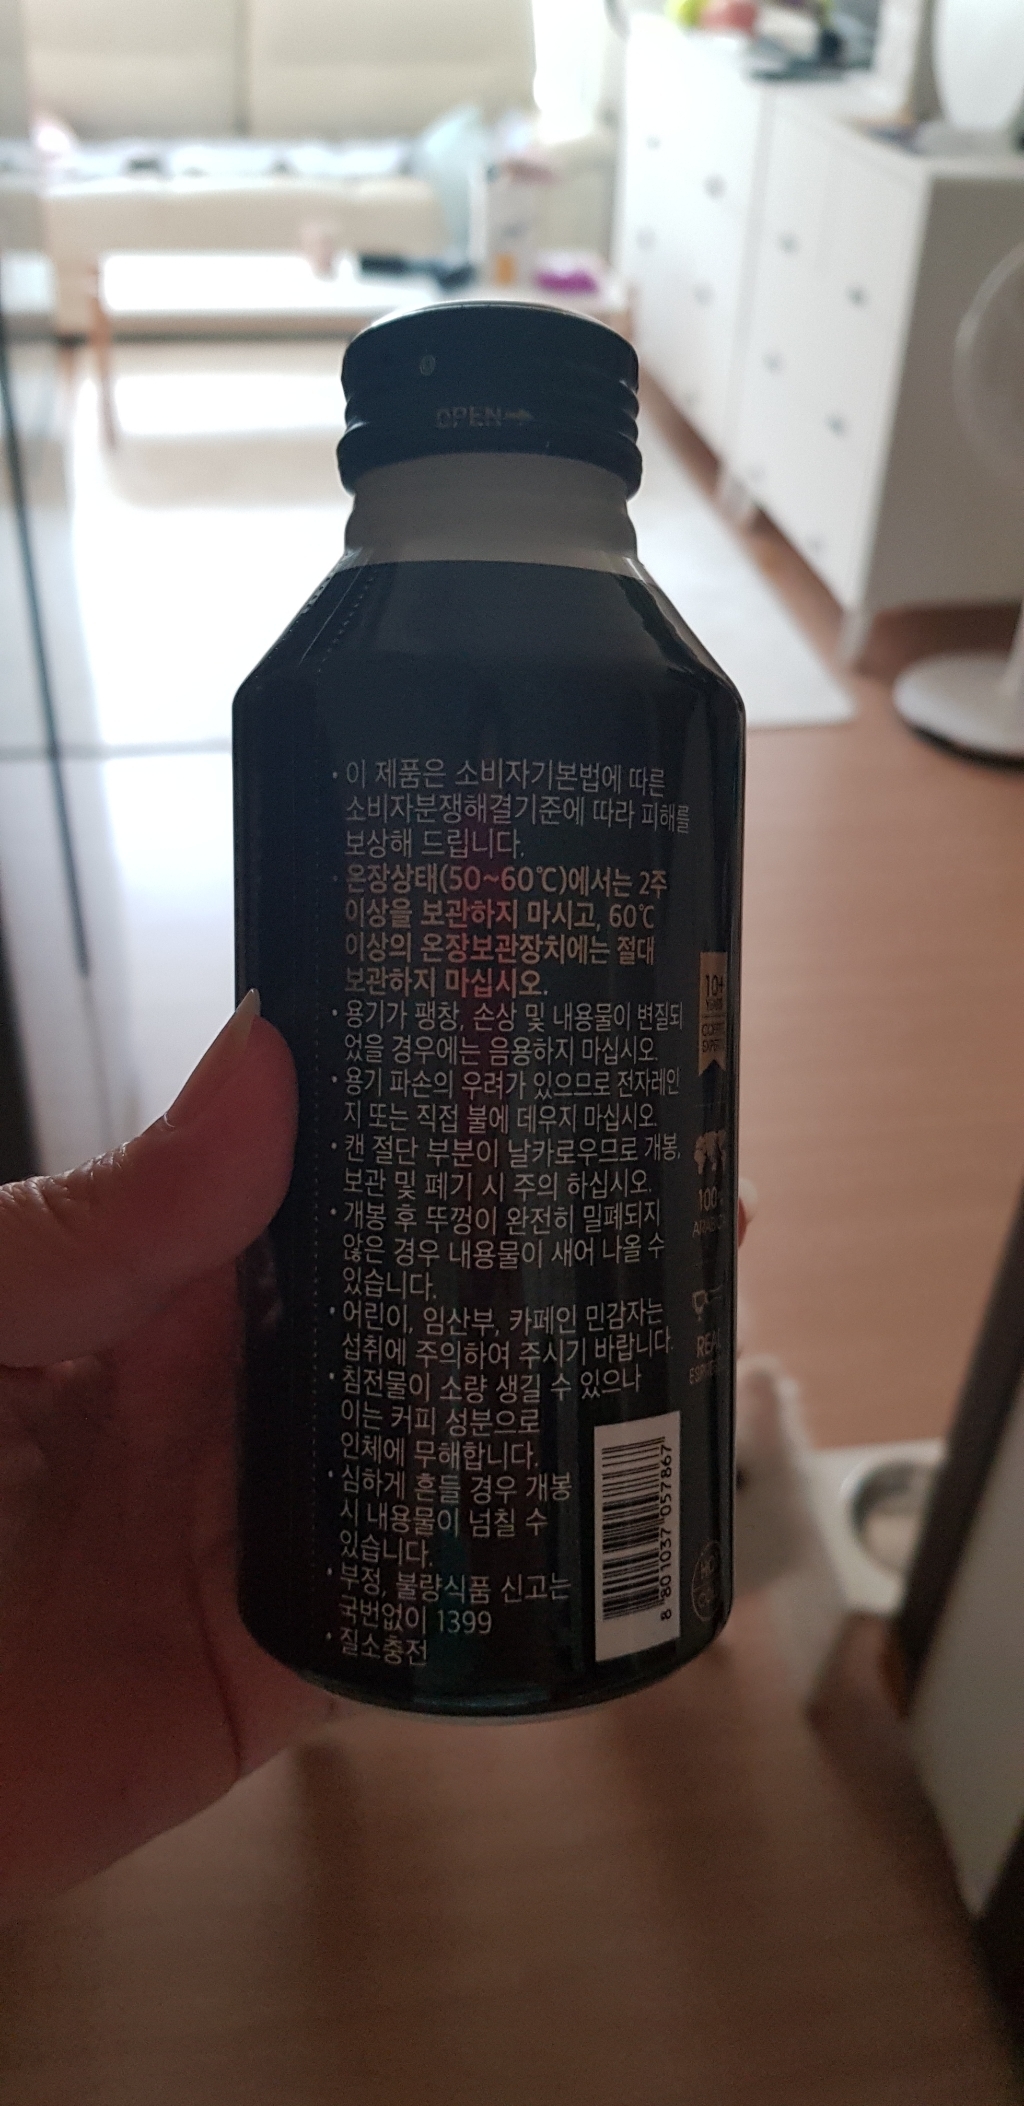 OPEN→
· 이 제품은 소비자기본법에 따른
소비자분쟁해결기준에 따라 피해를
보상해 드립니다.
· 온장상태(50~60℃)에서는 2주
이상을 보관하지 마시고, 60℃
이상의 온장보관장치에는 절대
보관하지 마십시오.
· 용기가 팽창, 손상 및 내용물이 변질되
었을 경우에는 음용하지 마십시오.
· 용기 파손의 우려가 있으므로 전자레인
지 또는 직접 불에 데우지 마십시오.
· 캔 절단 부분이 날카로우므로 개봉,
보관 및 폐기 시 주의 하십시오.
· 개봉 후 뚜껑이 완전히 밀폐되지
않은 경우 내용물이 새어 나올 수
있습니다.
· 어린이, 임산부, 카페인 민감자는
섭취에 주의하여 주시기 바랍니다.
· 침전물이 소량 생길 수 있으나
이는 커피 성분으로
인체에 무해합니다.
· 심하게 흔들 경우 개봉
시 내용물이 넘칠 수
있습니다.
· 부정, 불량식품 신고는
국번없이 1399
· 질소충전
8 801037 057867
10+
YEARS
REAL